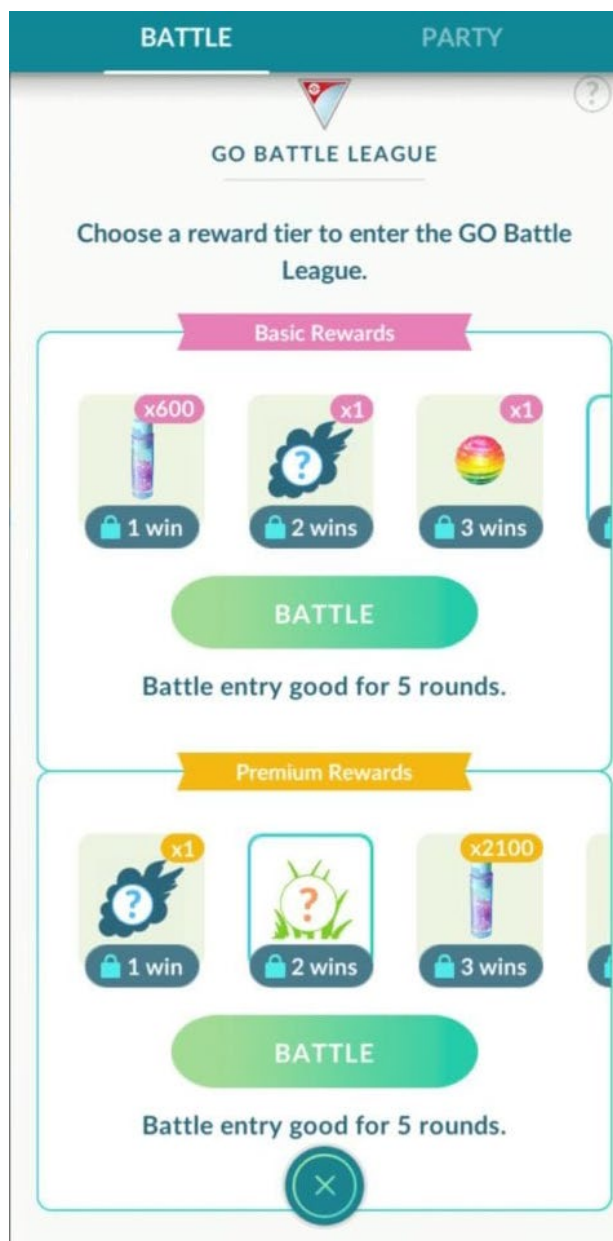 BATTLE
PARTY
?
GO BATTLE LEAGUE
Choose a reward tier to enter the GO Battle
League.
Basic Rewards
x600
x1
x1
?
1 win
2 wins
3 wins
BATTLE
Battle entry good for 5 rounds.
Premium Rewards
x1
x2100
?
?
1 win
2 wins
3 wins
BATTLE
Battle entry good for 5 rounds.